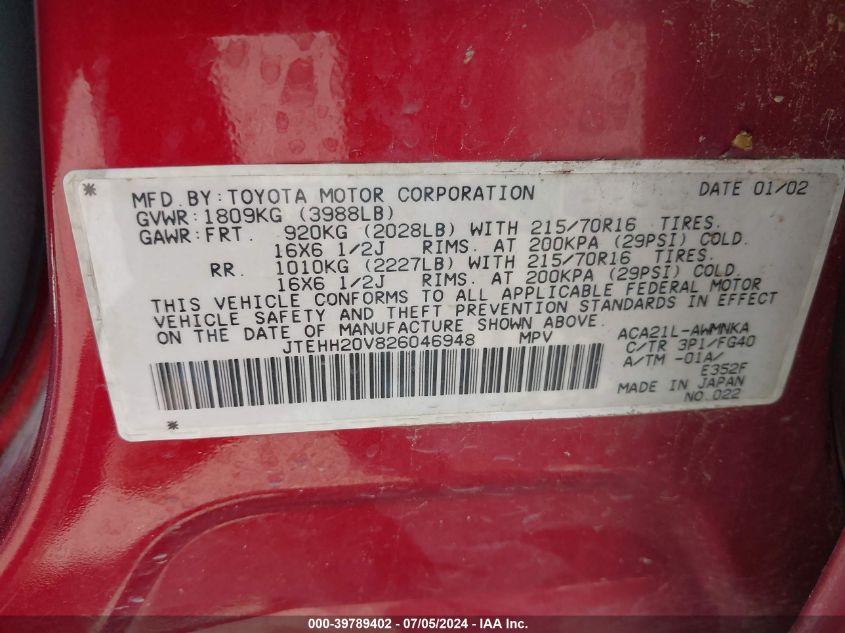 MFD. BY: TOYOTA MOTOR CORPORATION DATE 01/02
GVWR: 1809KG (3988LB)
GAWR: FRT. 920KG (2028LB) WITH 215/70R16 TIRES.
16X6 1/2J RIMS. AT 200KPA (29PSI) COLD.
RR. 1010KG (2227LB) WITH 215/70R16 TIRES.
16X6 1/2J RIMS. AT 200KPA (29PSI) COLD.
THIS VEHICLE CONFORMS TO ALL APPLICABLE FEDERAL MOTOR
VEHICLE SAFETY AND THEFT PREVENTION STANDARDS IN EFFECT
ON THE DATE OF MANUFACTURE SHOWN ABOVE.
JTEHH20V826046948 MPV
ACA21L-AWMNKA
C/TR 3P1/FG40
A/TM -01A/
E352F
MADE IN JAPAN
NO.022
000-39789402 - 07/05/2024 - IAA Inc.